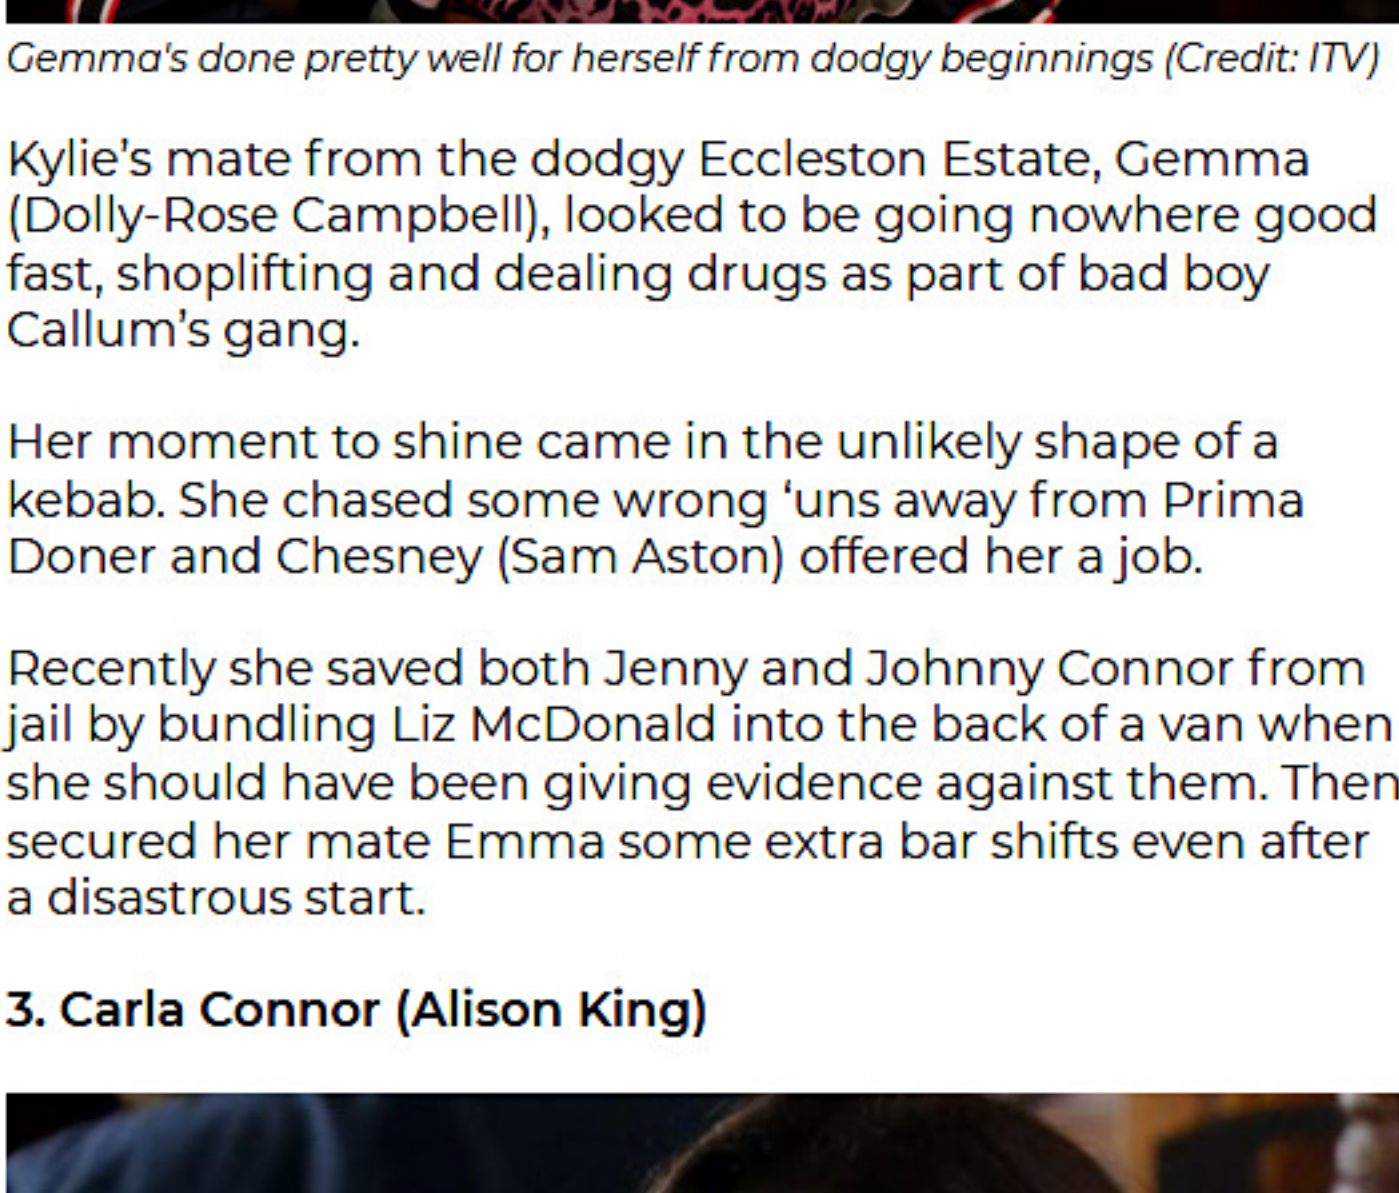 Gemma's done pretty well for herself from dodgy beginnings (Credit: ITV)
Kylie’s mate from the dodgy Eccleston Estate, Gemma
(Dolly-Rose Campbell), looked to be going nowhere good
fast, shoplifting and dealing drugs as part of bad boy
Callum’s gang.
Her moment to shine came in the unlikely shape of a
kebab. She chased some wrong ‘uns away from Prima
Doner and Chesney (Sam Aston) offered her a job.
Recently she saved both Jenny and Johnny Connor from
jail by bundling Liz McDonald into the back of a van when
she should have been giving evidence against them. Then
secured her mate Emma some extra bar shifts even after
a disastrous start.
3. Carla Connor (Alison King)